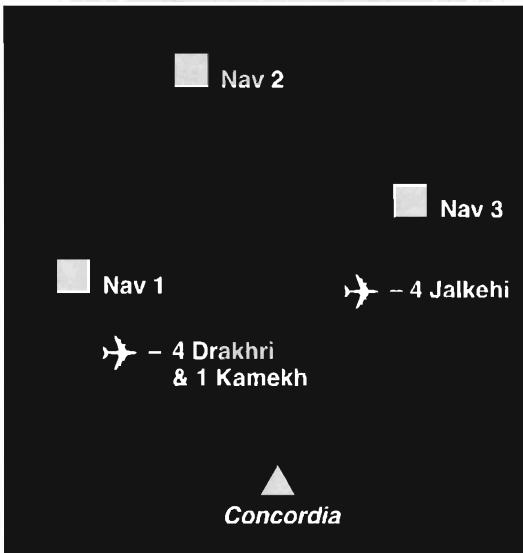 Nav 2
Nav 3
Nav 1
– 4 Jalkehi
– 4 Drakhri
& 1 Kamekh
Concordia